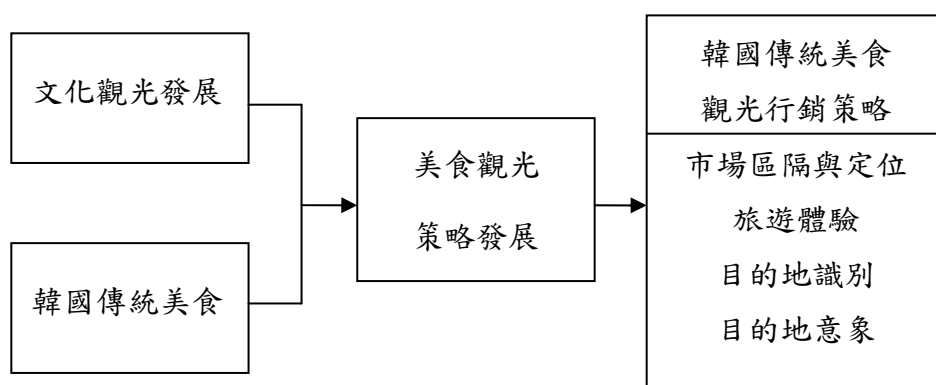 文化觀光發展
韓國傳統美食
美食觀光
策略發展
韓國傳統美食
觀光行銷策略
市場區隔與定位
旅遊體驗
目的地識別
目的地意象